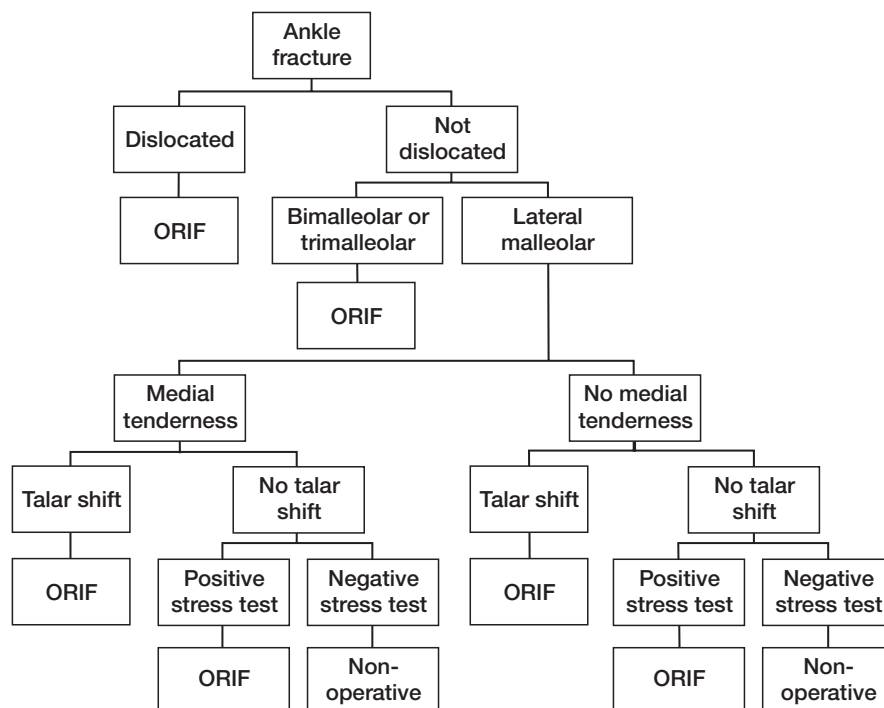 Ankle
fracture
Dislocated
Not
dislocated
ORIF
Bimalleolar or
trimalleolar
Lateral
malleolar
ORIF
Medial
tenderness
No medial
tenderness
Talar shift
No talar
shift
Talar shift
No talar
shift
ORIF
Positive
stress test
Negative
stress test
ORIF
Positive
stress test
Negative
stress test
ORIF
Non-
operative
ORIF
Non-
operative